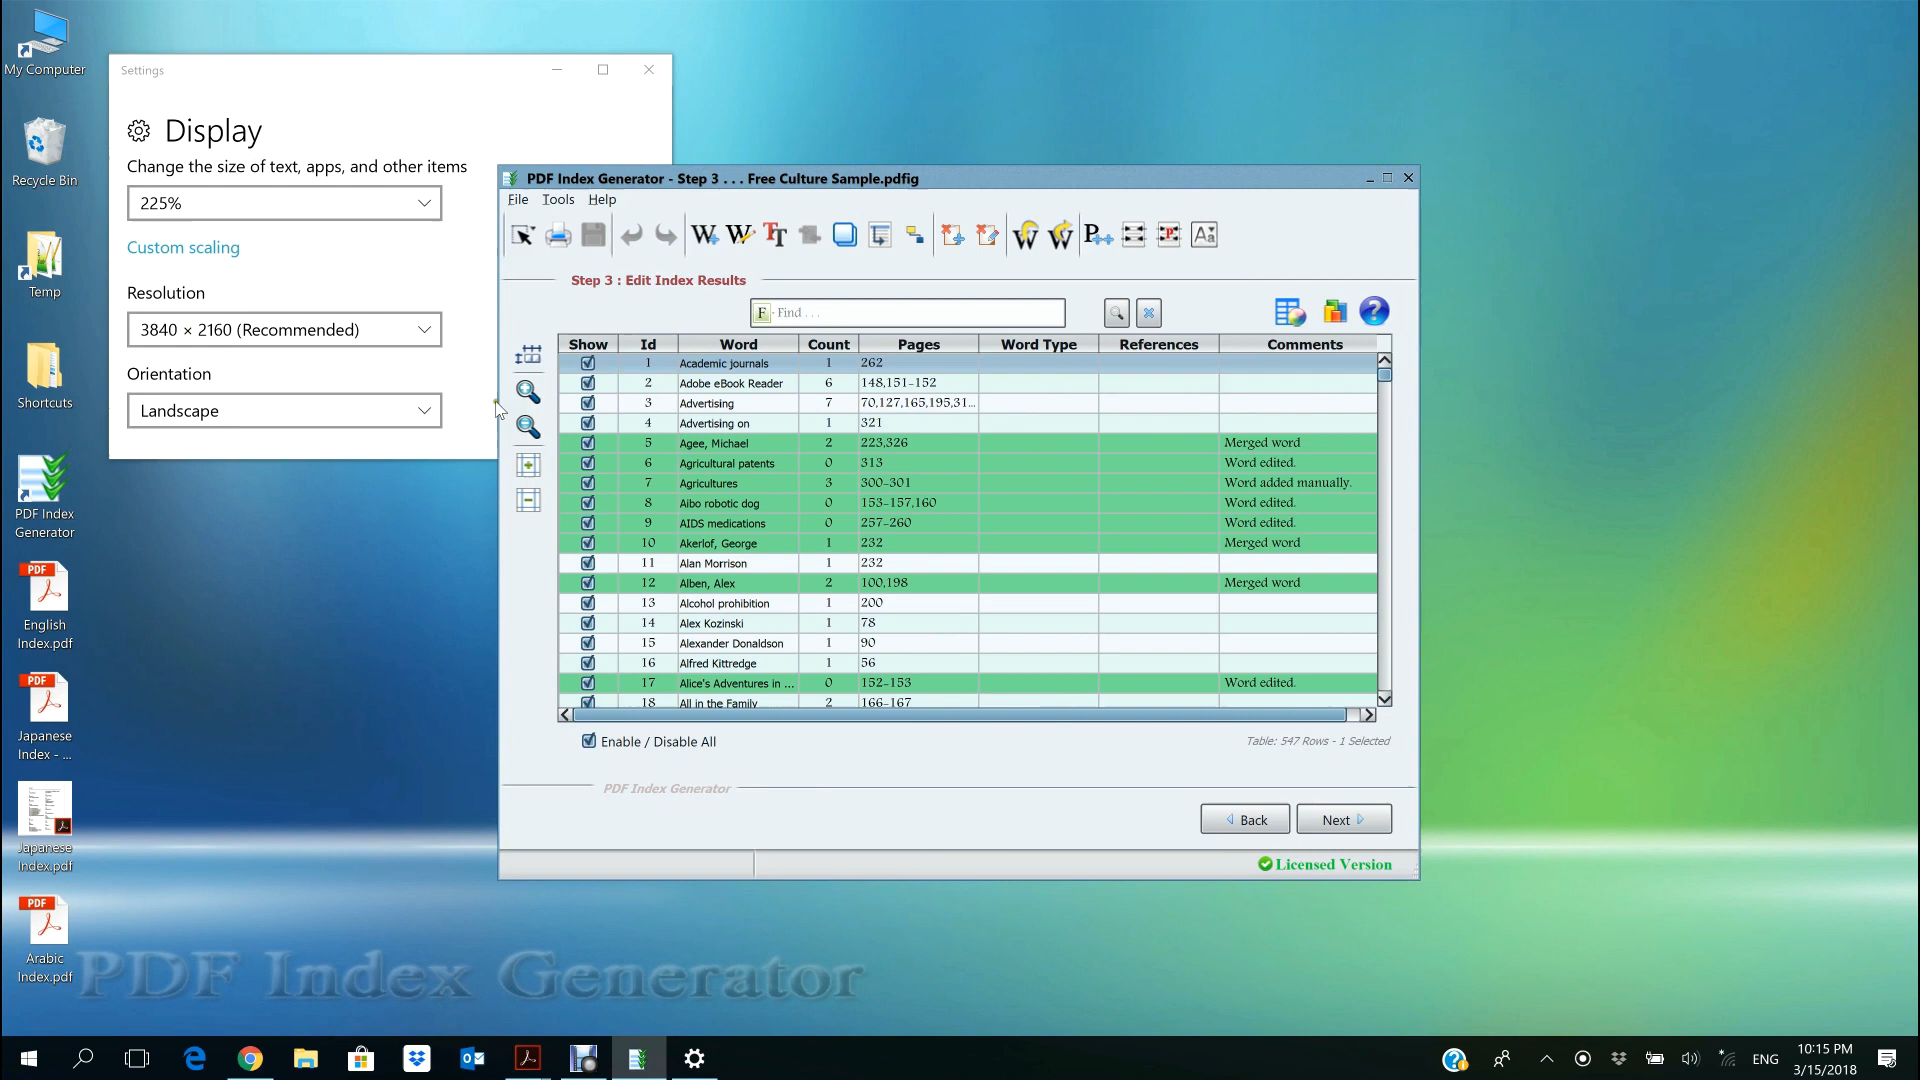 My Computer
Recycle Bin
Temp
Shortcuts
PDF Index
Generator
PDF
English
Index.pdf
PDF
Japanese
Index - ...
Japanese
Index.pdf
PDF
Arabic
Index.pdf
Settings
Display
Change the size of text, apps, and other items
225%
Custom scaling
Resolution
3840 × 2160 (Recommended)
Orientation
Landscape
PDF Index Generator - Step 3 . . . Free Culture Sample.pdfig
File Tools Help
Step 3 : Edit Index Results
F Find . . .
Show Id Word Count Pages Word Type References Comments
1 Academic journals 1 262
2 Adobe eBook Reader 6 148,151-152
3 Advertising 7 70,127,165,195,31...
4 Advertising on 1 321
5 Agee, Michael 2 223,326 Merged word
6 Agricultural patents 0 313 Word edited.
7 Agricultures 3 300-301 Word added manually.
8 Aibo robotic dog 0 153-157,160 Word edited.
9 AIDS medications 0 257-260 Word edited.
10 Akerlof, George 1 232 Merged word
11 Alan Morrison 1 232
12 Alben, Alex 2 100,198 Merged word
13 Alcohol prohibition 1 200
14 Alex Kozinski 1 78
15 Alexander Donaldson 1 90
16 Alfred Kittredge 1 56
17 Alice's Adventures in ... 0 152-153 Word edited.
18 All in the Family 2 166-167
Enable / Disable All
Table: 547 Rows - 1 Selected
PDF Index Generator
Back Next
Licensed Version
PDF Index Generator
ENG
10:15 PM
3/15/2018